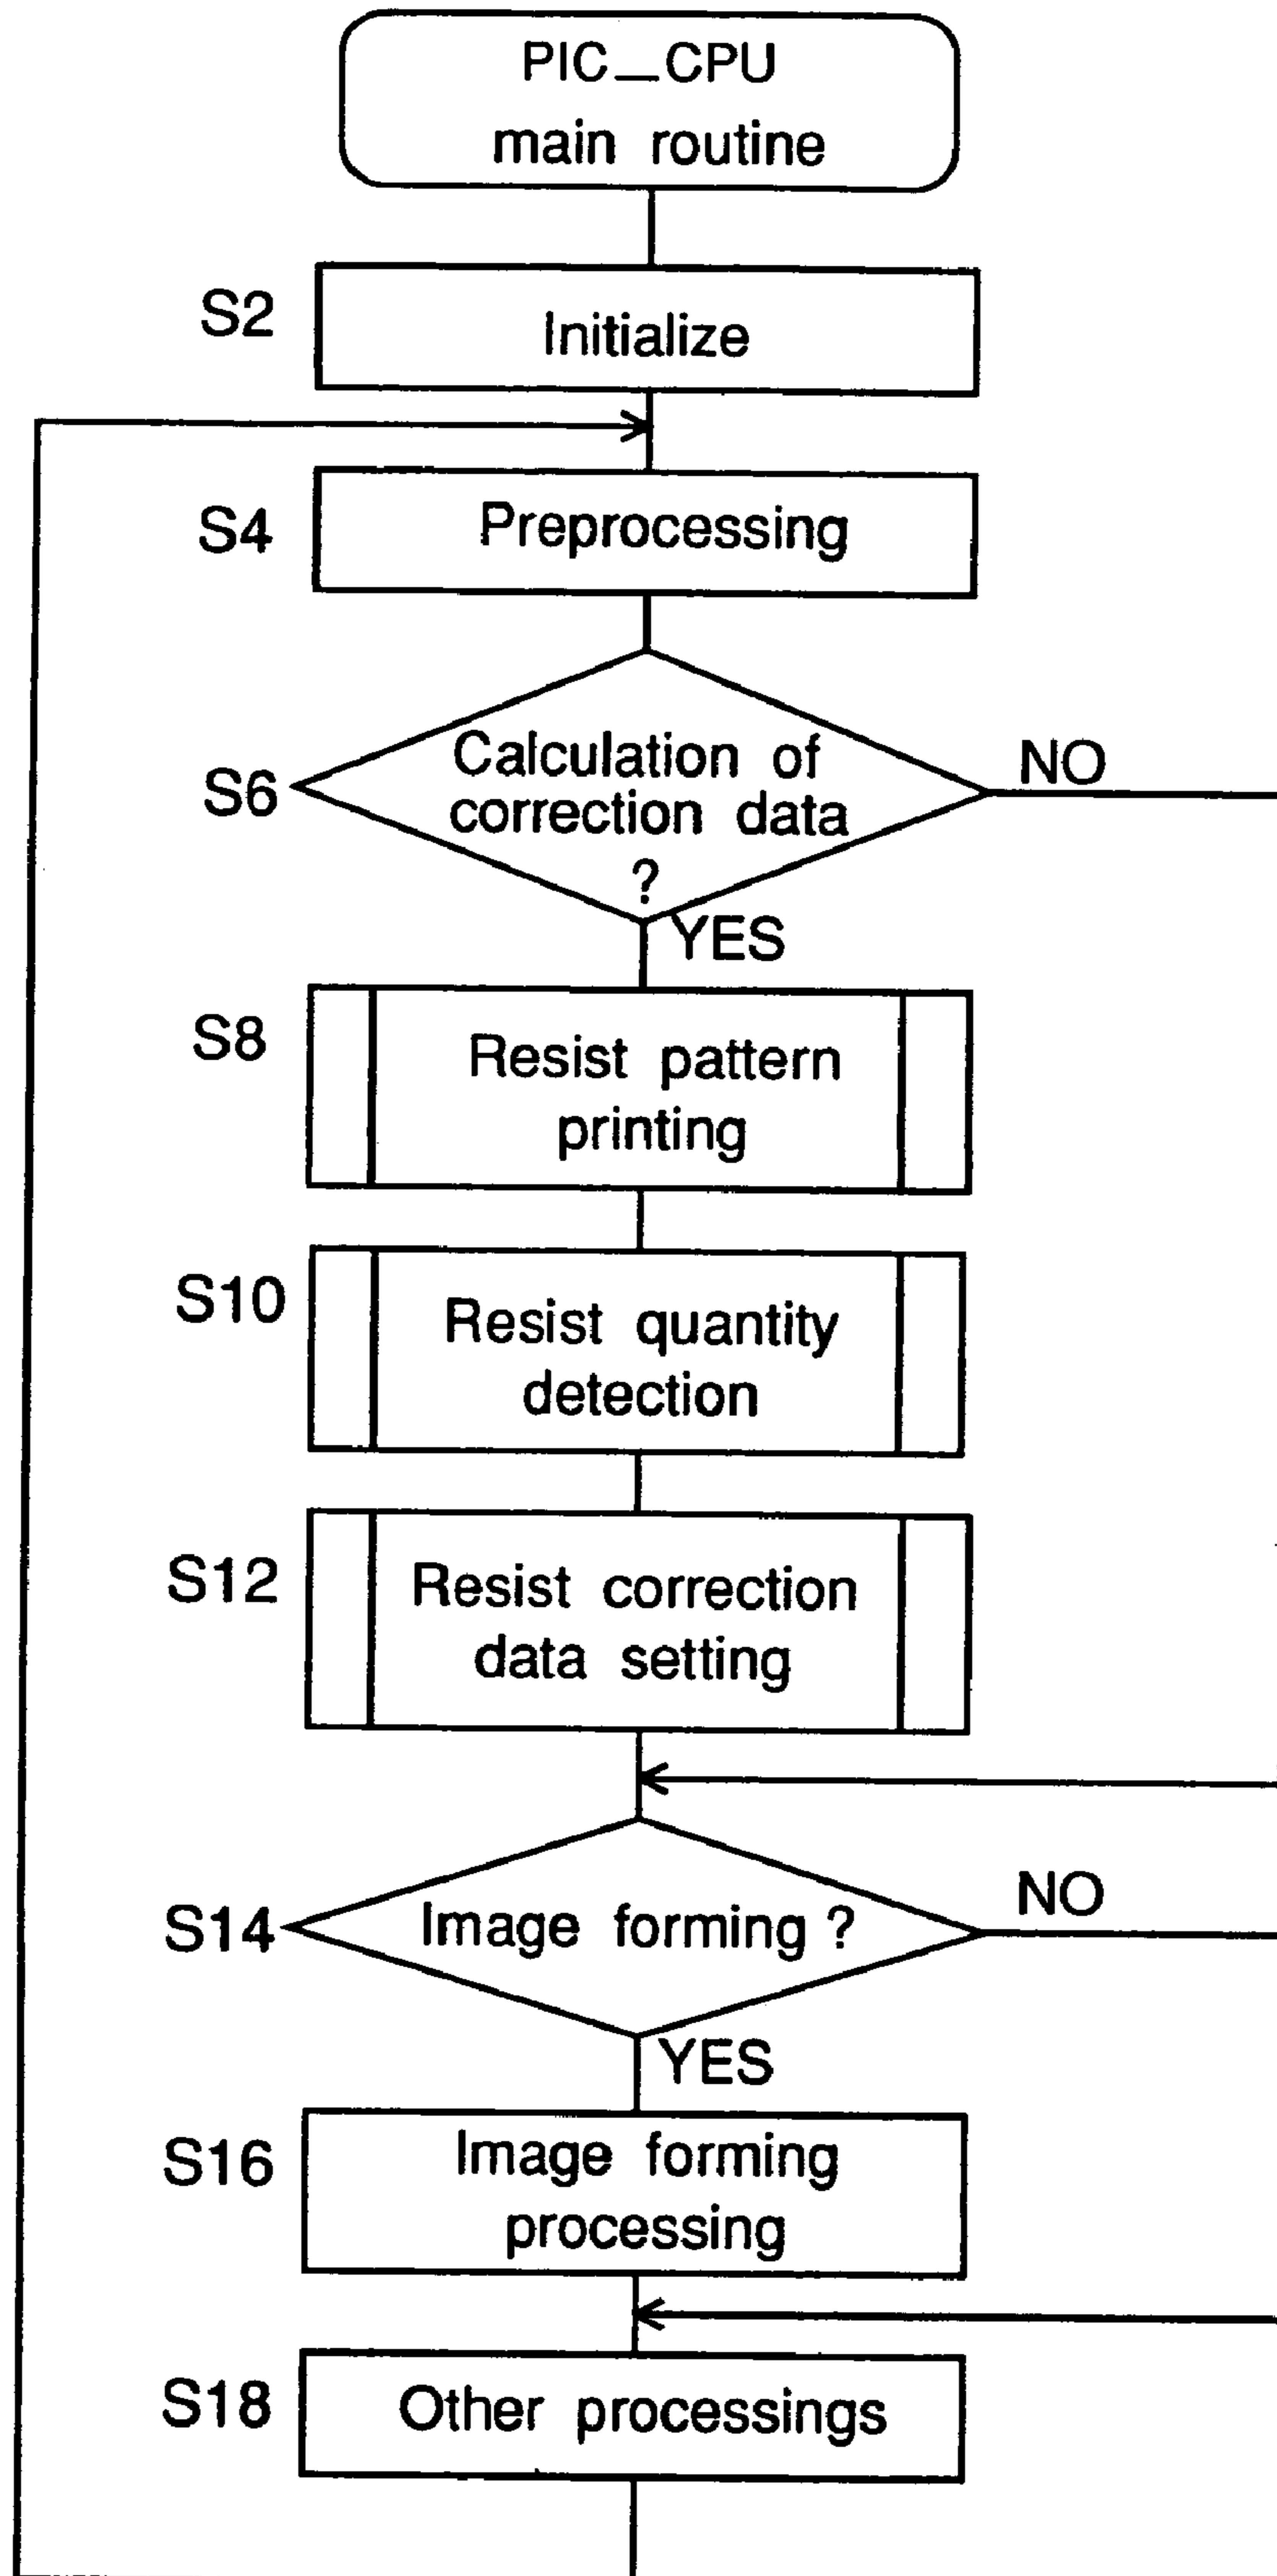 PIC_CPU
main routine
S2
Initialize
S4
Preprocessing
S6
Calculation of
correction data
?
NO
YES
S8
Resist pattern
printing
S10
Resist quantity
detection
S12
Resist correction
data setting
S14
Image forming ?
NO
YES
S16
Image forming
processing
S18
Other processings